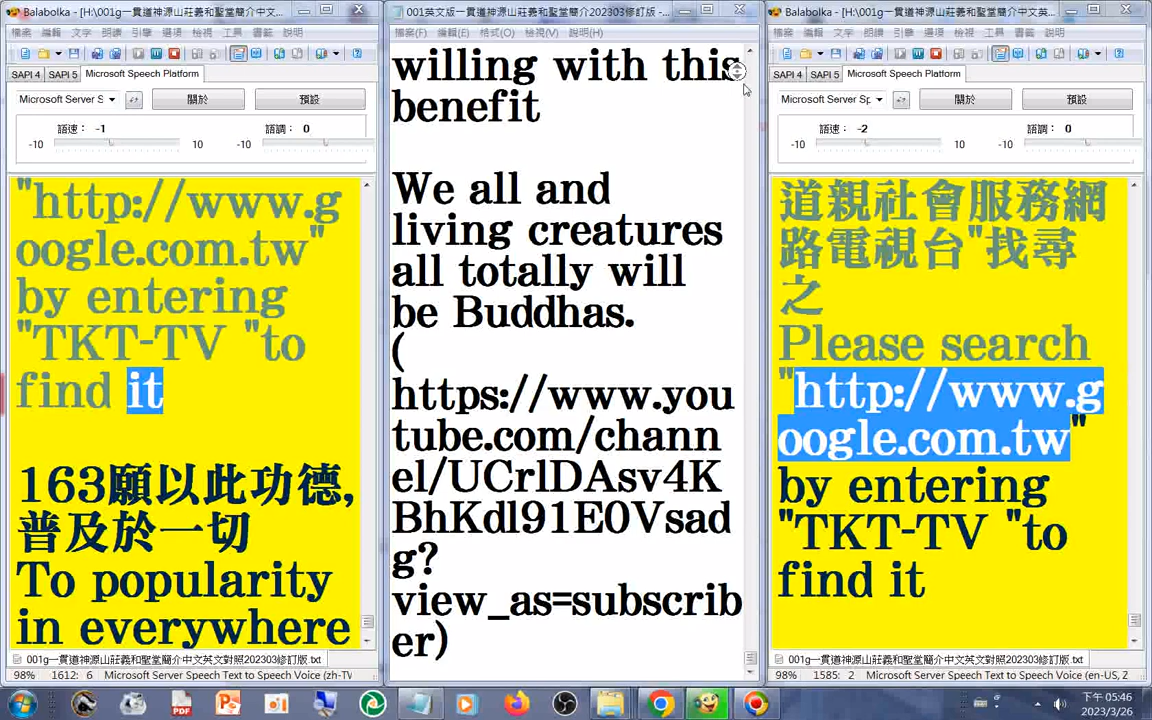 Balabolka - [H:\001g一貫道神源山莊義和聖堂簡介中文...
檔案 編輯 文字 朗讀 引擎 選項 檢視 工具 書籤 說明
SAPI 4 SAPI 5 Microsoft Speech Platform
Microsoft Server S 關於 預設
語速： -1 語調： 0
-10 10 -10
"http://www.g
oogle.com.tw"
by entering
"TKT-TV "to
find it
163願以此功德,
普及於一切
To popularity
in everywhere
001g一貫道神源山莊義和聖堂簡介中文英文對照202303修訂版.txt
98% 1612: 6 Microsoft Server Speech Text to Speech Voice (zh-TW
001英文版一貫道神源山莊義和聖堂簡介202303修訂版 - ...
檔案(F) 編輯(E) 格式(O) 檢視(V) 說明(H)
willing with this
benefit
We all and
living creatures
all totally will
be Buddhas.
(
https://www.you
tube.com/chann
el/UCrlDAsv4K
BhKdl91E0Vsad
g?
view_as=subscrib
er)
Balabolka - [H:\001g一貫道神源山莊義和聖堂簡介中文英...
檔案 編輯 文字 朗讀 引擎 選項 檢視 工具 書籤 說明
SAPI 4 SAPI 5 Microsoft Speech Platform
Microsoft Server Sp 關於 預設
語速： -2 語調： 0
-10 10 -10
道親社會服務網
路電視台"找尋
之
Please search
"http://www.g
oogle.com.tw"
by entering
"TKT-TV "to
find it
001g一貫道神源山莊義和聖堂簡介中文英文對照202303修訂版.txt
98% 1585: 2 Microsoft Server Speech Text to Speech Voice (en-US, Z
PDF
下午 05:46
2023/3/26